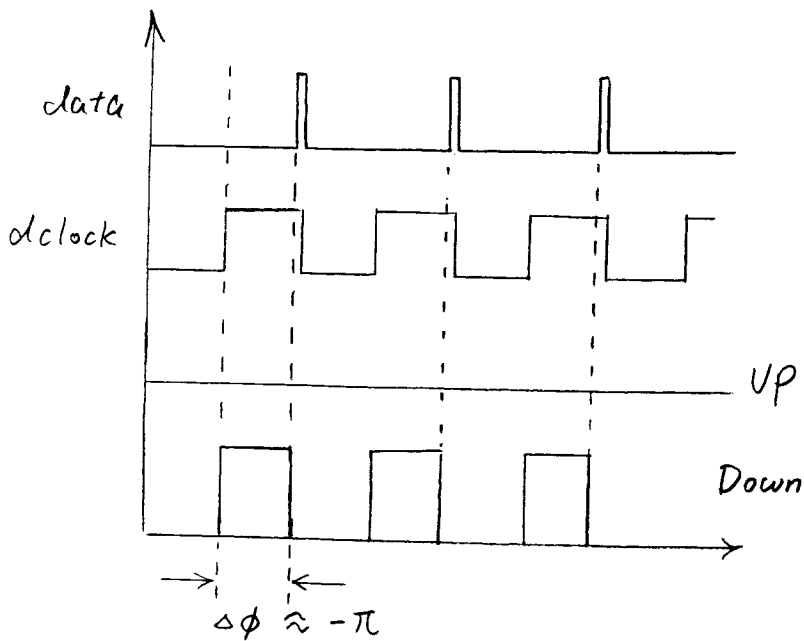 data
dclock
UP
Down
Δϕ ≈ -π